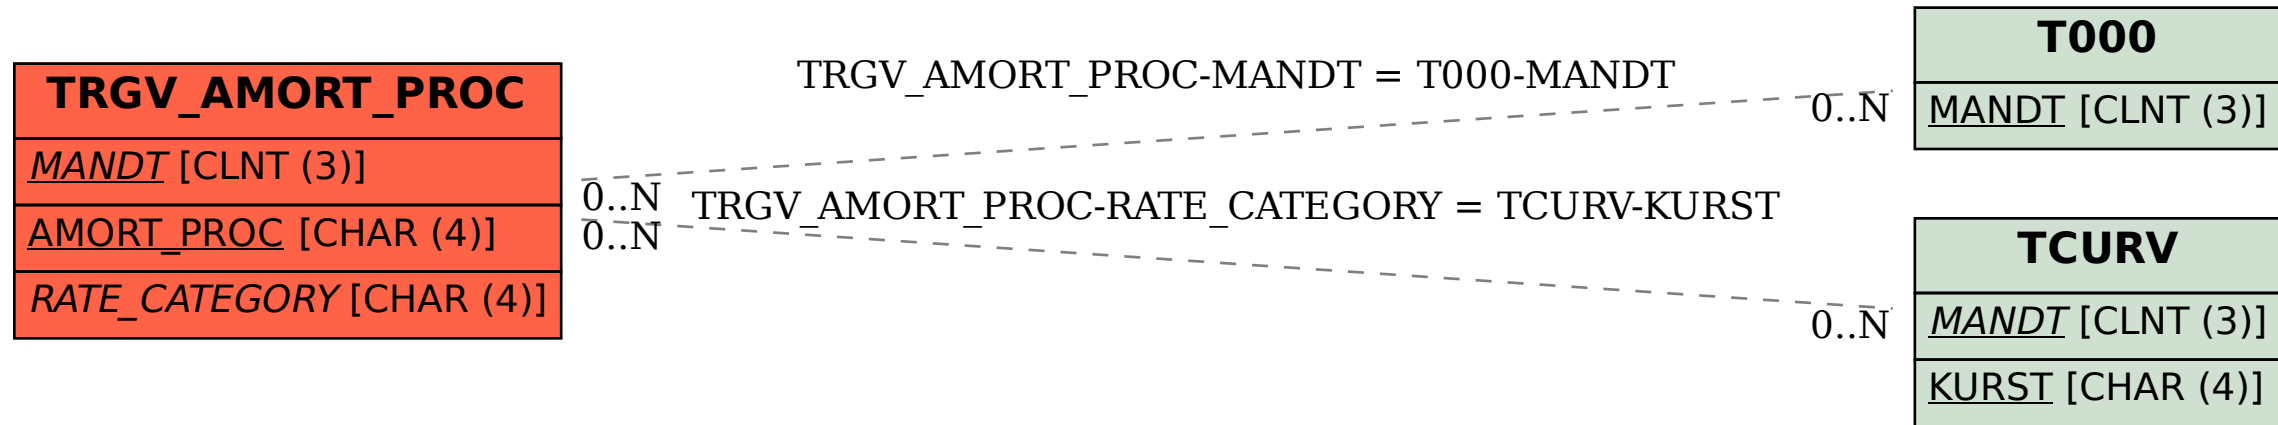 TRGV_AMORT_PROC
MANDT [CLNT (3)]
AMORT_PROC [CHAR (4)]
RATE_CATEGORY [CHAR (4)]
TRGV_AMORT_PROC-MANDT = T000-MANDT
0..N
0..N
TRGV_AMORT_PROC-RATE_CATEGORY = TCURV-KURST
0..N
0..N
T000
MANDT [CLNT (3)]
TCURV
MANDT [CLNT (3)]
KURST [CHAR (4)]